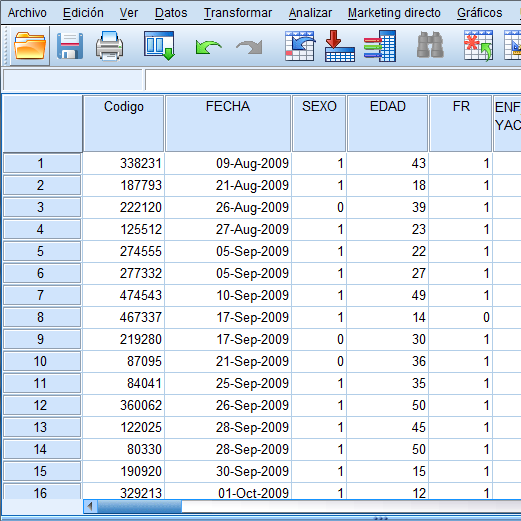 Archivo Edición Ver Datos Transformar Analizar Marketing directo Gráficos
Codigo FECHA SEXO EDAD FR ENF
YAC
1 338231 09-Aug-2009 1 43 1
2 187793 21-Aug-2009 1 18 1
3 222120 26-Aug-2009 0 39 1
4 125512 27-Aug-2009 1 23 1
5 274555 05-Sep-2009 1 22 1
6 277332 05-Sep-2009 1 27 1
7 474543 10-Sep-2009 1 49 1
8 467337 17-Sep-2009 1 14 0
9 219280 17-Sep-2009 0 30 1
10 87095 21-Sep-2009 0 36 1
11 84041 25-Sep-2009 1 35 1
12 360062 26-Sep-2009 1 50 1
13 122025 28-Sep-2009 1 45 1
14 80330 28-Sep-2009 1 50 1
15 190920 30-Sep-2009 1 15 1
16 329213 01-Oct-2009 1 12 1